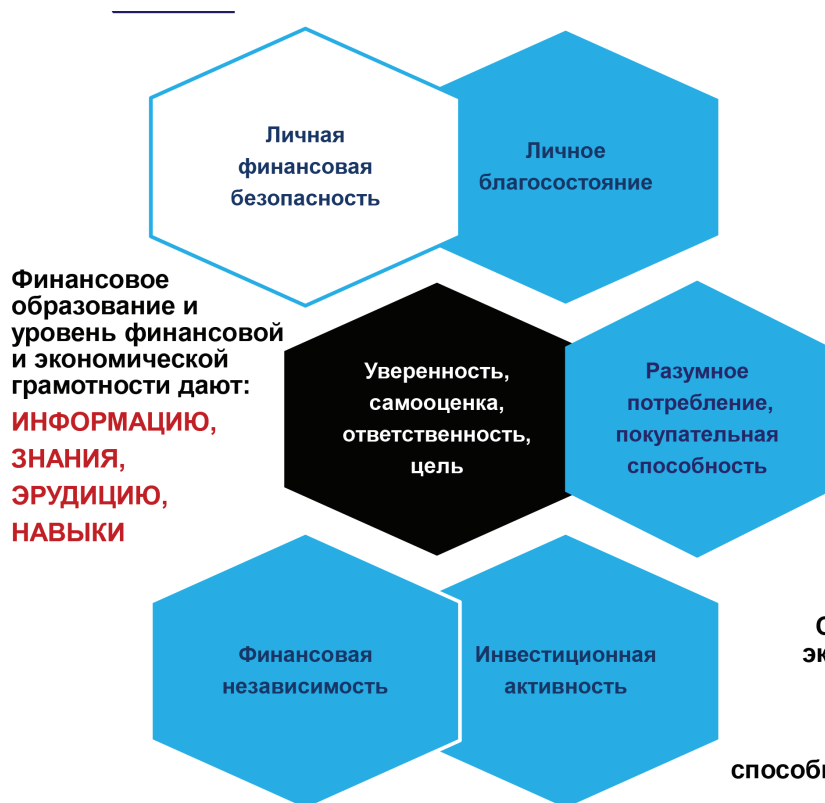 Личная
финансовая
безопасность
Личное
благосостояние
Финансовое
образование и
уровень финансовой
и экономической
грамотности дают:
ИНФОРМАЦИЮ,
ЗНАНИЯ,
ЭРУДИЦИЮ,
НАВЫКИ
Уверенность,
самооценка,
ответственность,
цель
Разумное
потребление,
покупательная
способность
Финансовая
независимость
Инвестиционная
активность